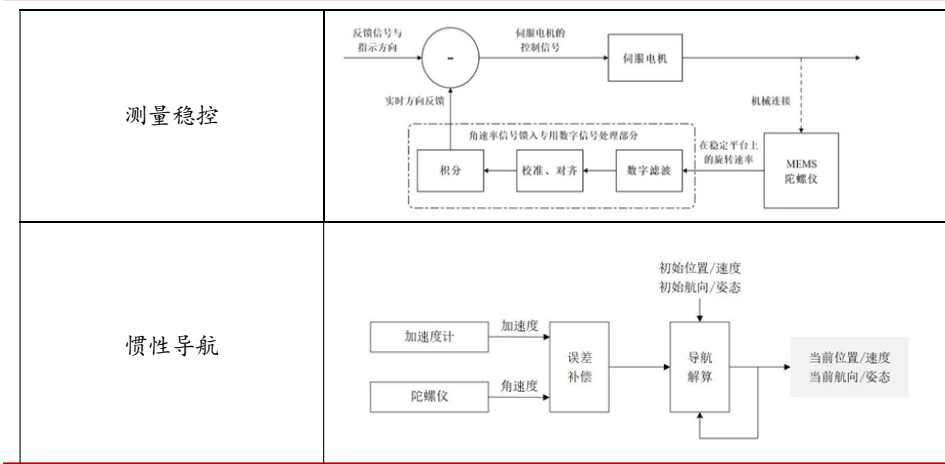 测量稳控
反馈信号与
指示方向
-
伺服电机的
控制信号
伺服电机
实时方向反馈
机械连接
角速率信号馈入专用数字信号处理部分
积分
校准、对齐
数字滤波
在稳定平台上
的旋转速率
MEMS
陀螺仪
惯性导航
初始位置/速度
初始航向/姿态
加速度计
加速度
陀螺仪
角速度
误差
补偿
导航
解算
当前位置/速度
当前航向/姿态